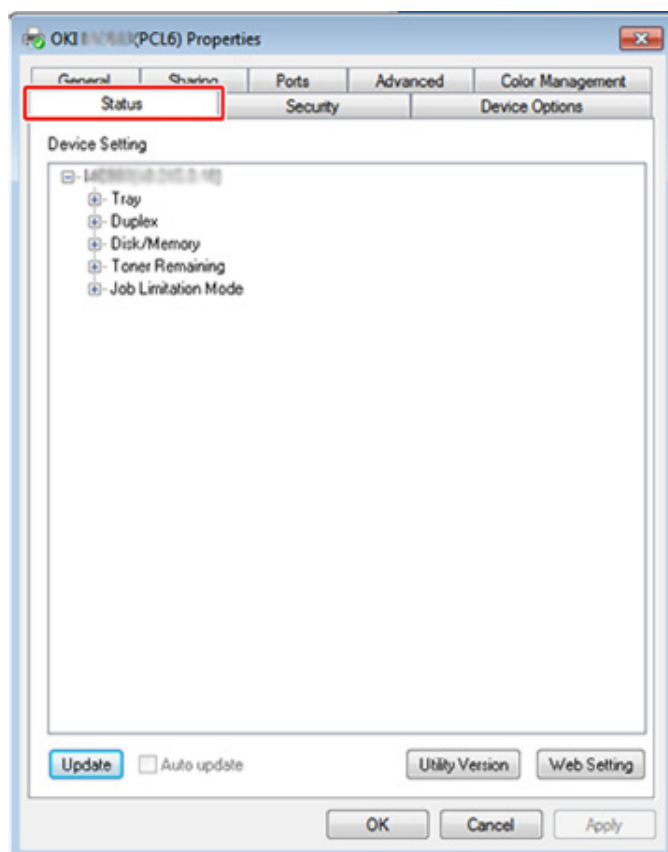 OKI (PCL6) Properties
General Sharing Ports Advanced Color Management
Status Security Device Options
Device Setting
Tray
Duplex
Disk/Memory
Toner Remaining
Job Limitation Mode
Update Auto update Utility Version Web Setting
OK Cancel Apply